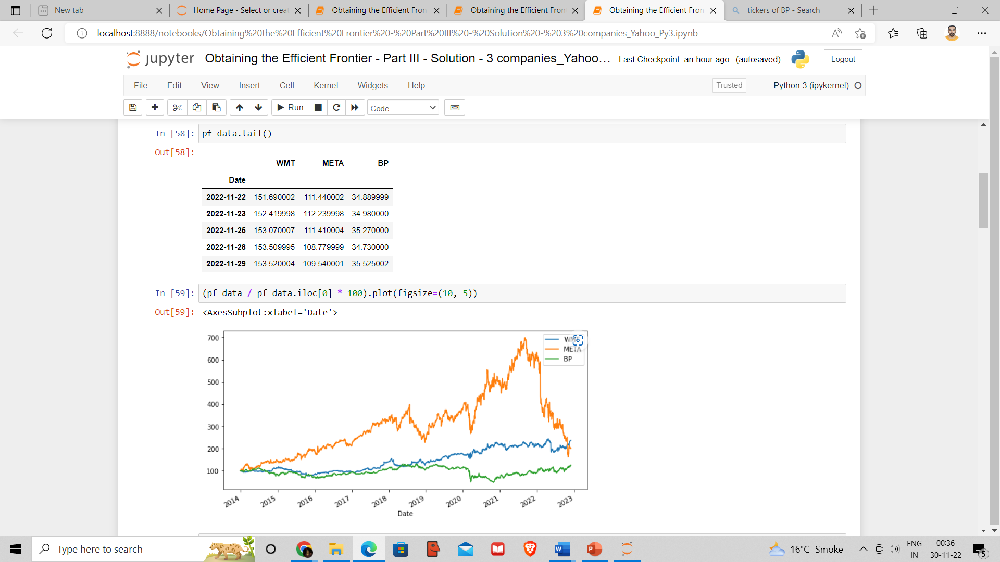 New tab
Home Page - Select or creat
Obtaining the Efficient Fron
Obtaining the Efficient Fron
Obtaining the Efficient Fron
tickers of BP - Search
localhost:8888/notebooks/Obtaining%20the%20Efficient%20Frontier%20-%20Part%20III%20-%20Solution%20-%203%20companies_Yahoo_Py3.ipynb
jupyter Obtaining the Efficient Frontier - Part III - Solution - 3 companies_Yahoo... Last Checkpoint: an hour ago (autosaved) Logout
File Edit View Insert Cell Kernel Widgets Help Trusted Python 3 (ipykernel)
Run Code
In [58]: pf_data.tail()
Out[58]:
WMT META BP
Date
2022-11-22 151.690002 111.440002 34.889999
2022-11-23 152.419998 112.239998 34.980000
2022-11-25 153.070007 111.410004 35.270000
2022-11-28 153.509995 108.779999 34.730000
2022-11-29 153.520004 109.540001 35.525002
In [59]: (pf_data / pf_data.iloc[0] * 100).plot(figsize=(10, 5))
Out[59]: <AxesSubplot:xlabel='Date'>
700
600
500
400
300
200
100
META
BP
2014 2015 2016 2017 2018 2019 2020 2021 2022 2023
Date
Type here to search
16°C Smoke
ENG
IN
00:36
30-11-22
5